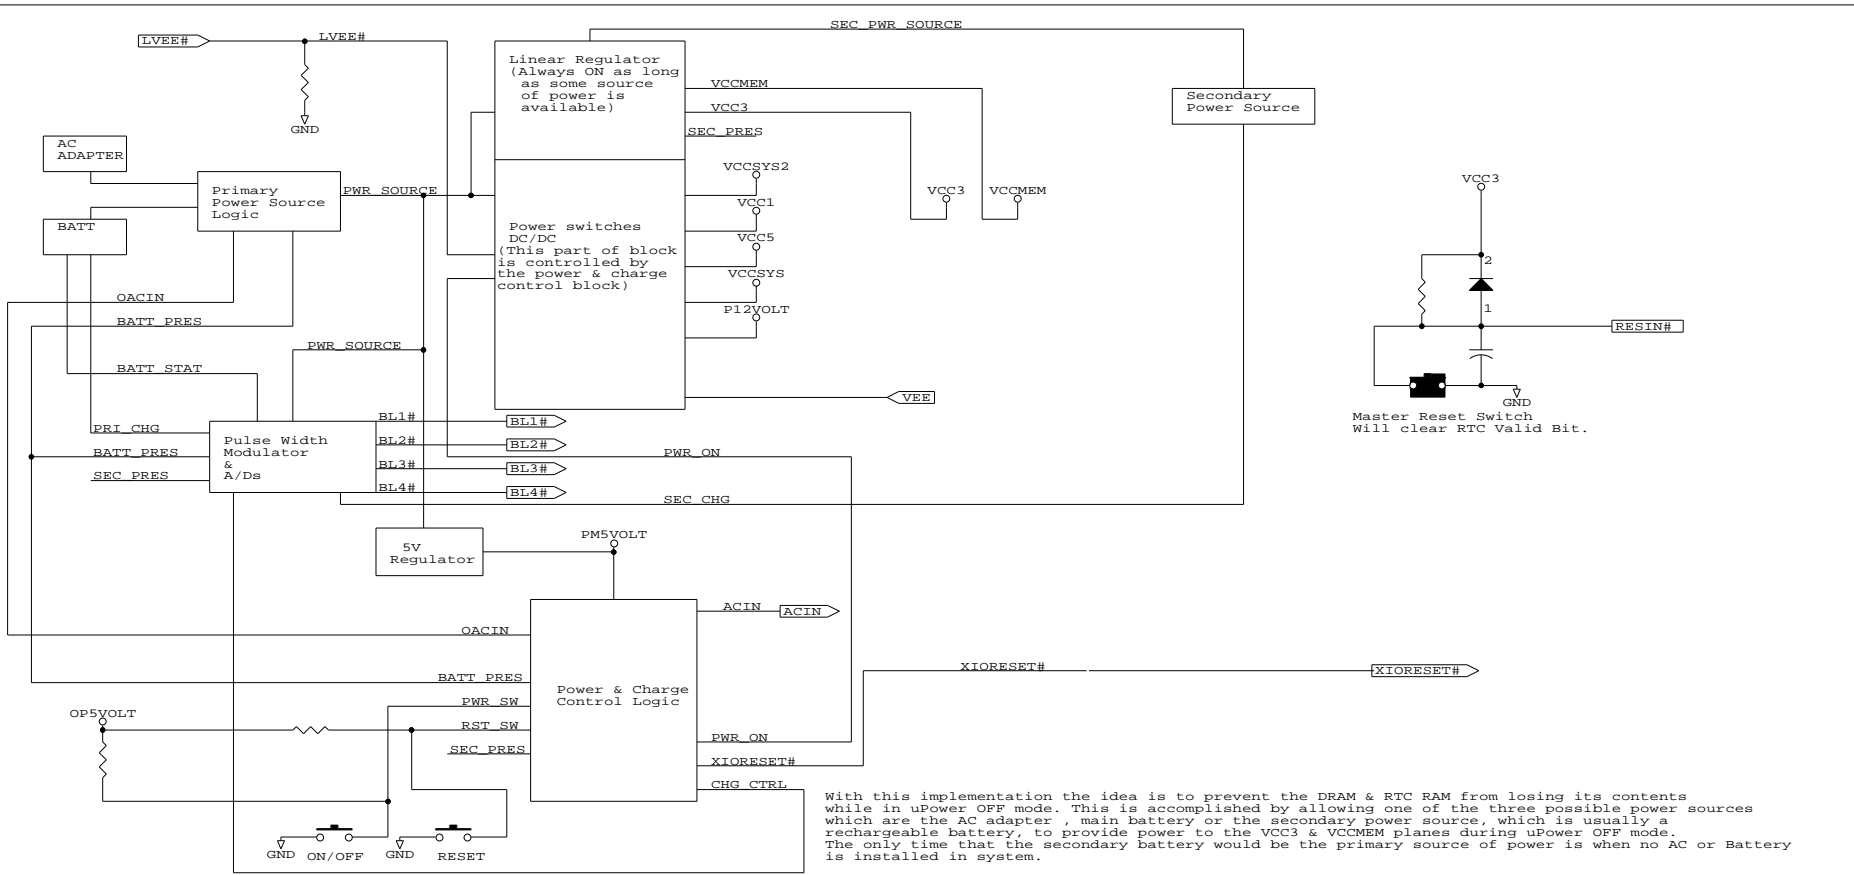 SEC_PWR_SOURCE
LVEE#
LVEE#
Linear Regulator
(Always ON as long
as some source
of power is
available)
VCCMEM
VCC3
SEC_PRES
Secondary
Power Source
GND
AC
ADAPTER
Primary
Power Source
Logic
PWR_SOURCE
BATT
VCCSYS2
VCC1
VCC5
VCCSYS
P12VOLT
VCC3
VCCMEM
Power switches
DC/DC
(This part of block
is controlled by
the power & charge
control block)
VCC3
2
1
RESIN#
GND
Master Reset Switch
Will clear RTC Valid Bit.
OACIN
BATT_PRES
PWR_SOURCE
BATT_STAT
VEE
PRI_CHG
BATT_PRES
SEC_PRES
Pulse Width
Modulator
&
A/Ds
BL1#
BL1#
BL2#
BL2#
BL3#
BL3#
BL4#
BL4#
PWR_ON
SEC_CHG
5V
Regulator
PM5VOLT
ACIN
ACIN
OACIN
XIORESET#
XIORESET#
BATT_PRES
Power & Charge
Control Logic
PWR_SW
OP5VOLT
RST_SW
SEC_PRES
PWR_ON
XIORESET#
CHG_CTRL
GND
ON/OFF
GND
RESET
With this implementation the idea is to prevent the DRAM & RTC RAM from losing its contents
while in uPower OFF mode. This is accomplished by allowing one of the three possible power sources
which are the AC adapter , main battery or the secondary power source, which is usually a
rechargeable battery, to provide power to the VCC3 & VCCMEM planes during uPower OFF mode.
The only time that the secondary battery would be the primary source of power is when no AC or Battery
is installed in system.